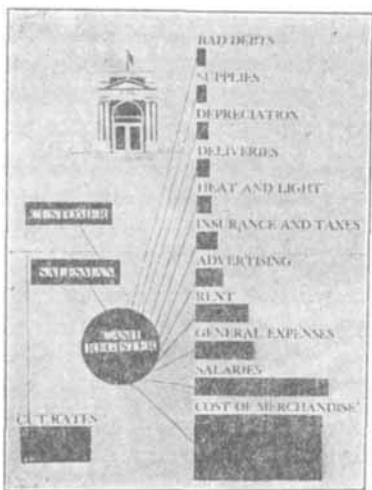 BAD DEBTS
SUPPLIES
DEPRECIATION
DELIVERIES
HEAT AND LIGHT
CUSTOMER
INSURANCE AND TAXES
SALESMAN
ADVERTISING
RENT
CASH
REGISTER
GENERAL EXPENSES
SALARIES
COST OF MERCHANDISE
CUT RATES